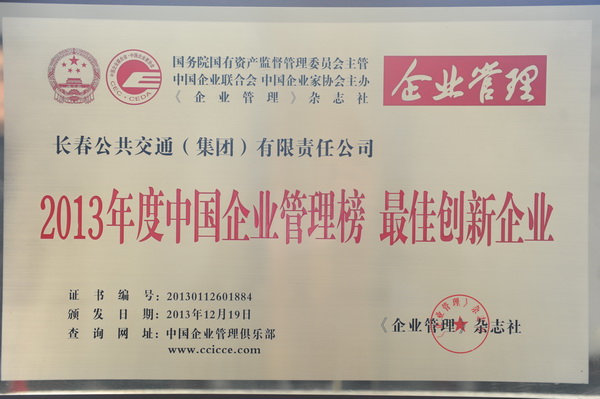 国务院国有资产监督管理委员会主管
中国企业联合会 中国企业家协会主办
《企业管理》杂志社
企业管理
CEC·CEDA
长春公共交通（集团）有限责任公司
2013年度中国企业管理榜 最佳创新企业
证书编号：20130112601884
颁发日期：2013年12月19日
查询网址：中国企业管理俱乐部
www.ccicce.com
《企业管理》杂志社